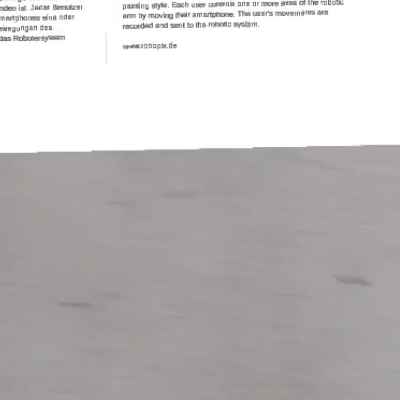 nden ist. Jeder Benutzer
martphones eine oder
ewegungen des
das Robotersystem
painting style. Each user controls one or more axes of the robotic
arm by moving their smartphone. The user's movements are
recorded and sent to the robotic system.
www.robopix.de